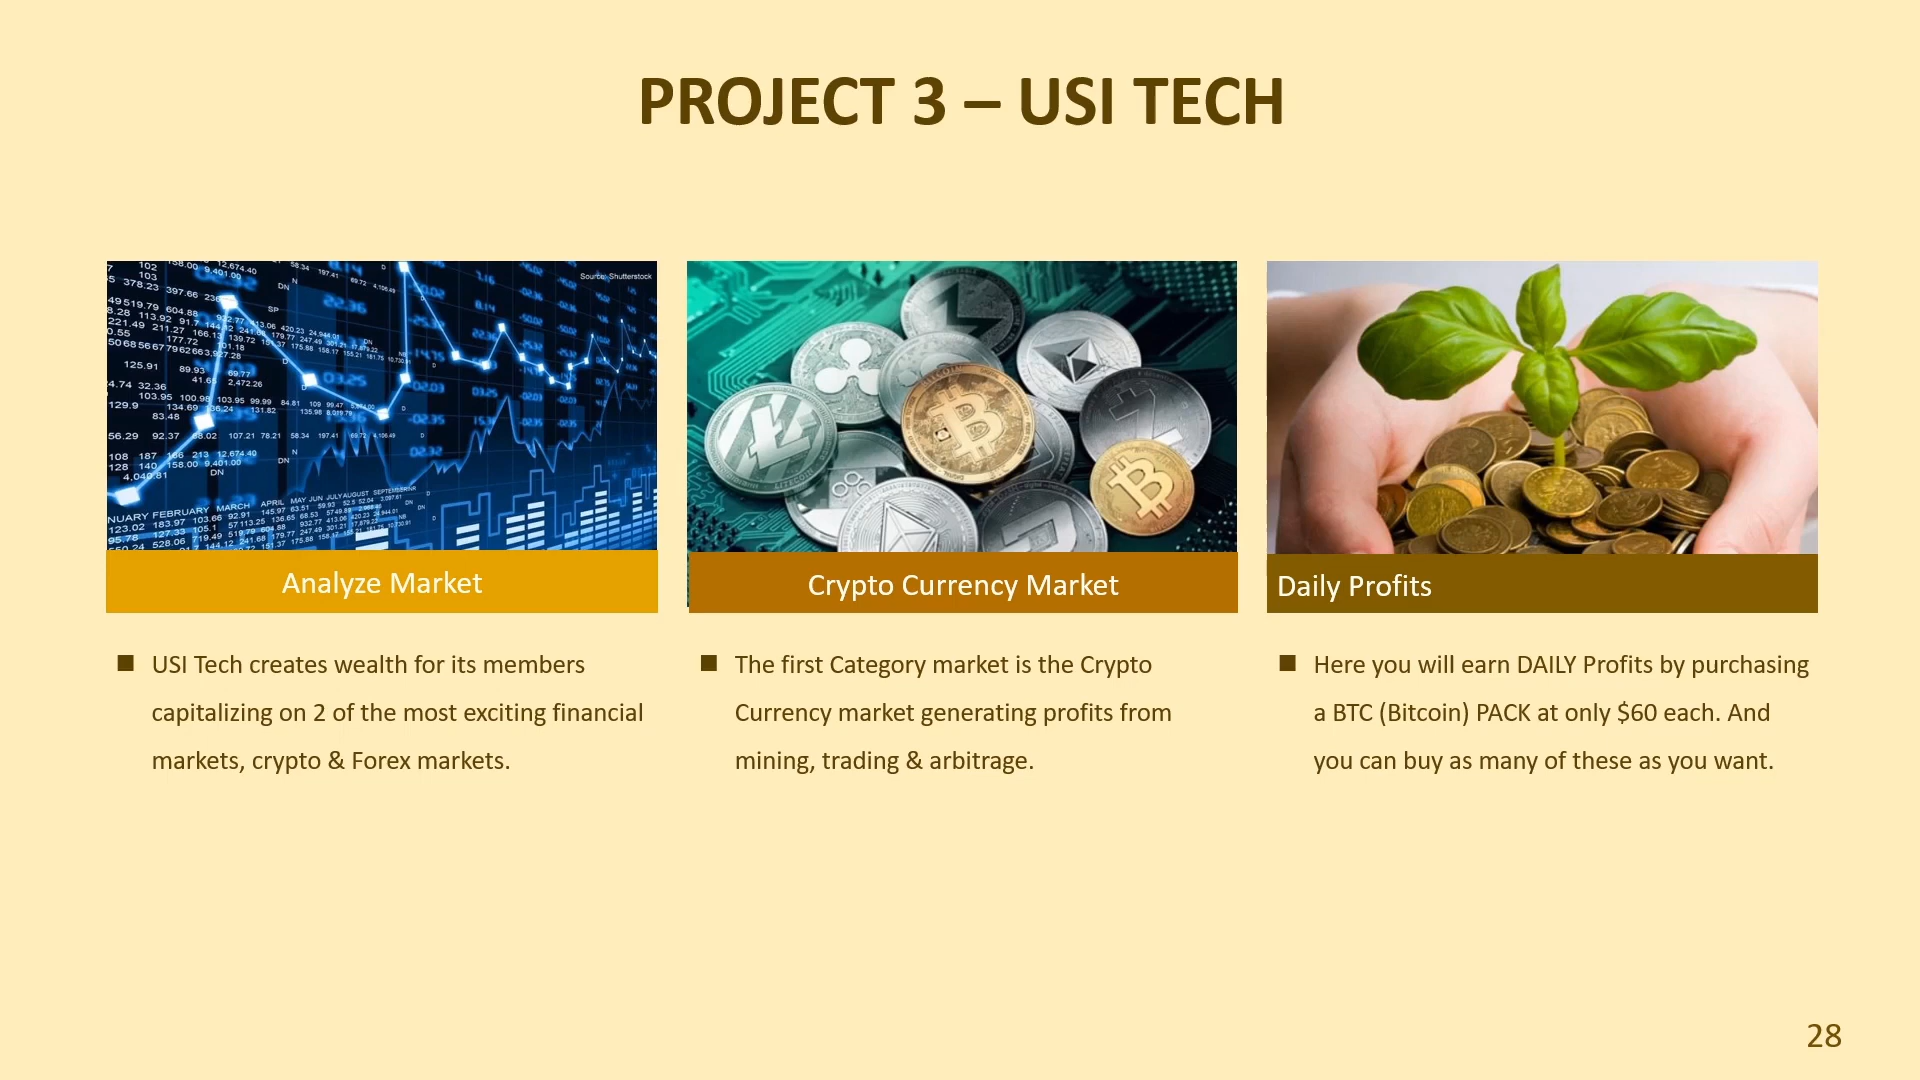 PROJECT 3 – USI TECH
Source: Shutterstock
Analyze Market
Crypto Currency Market
Daily Profits
■ USI Tech creates wealth for its members
capitalizing on 2 of the most exciting financial
markets, crypto & Forex markets.
■ The first Category market is the Crypto
Currency market generating profits from
mining, trading & arbitrage.
■ Here you will earn DAILY Profits by purchasing
a BTC (Bitcoin) PACK at only $60 each. And
you can buy as many of these as you want.
28